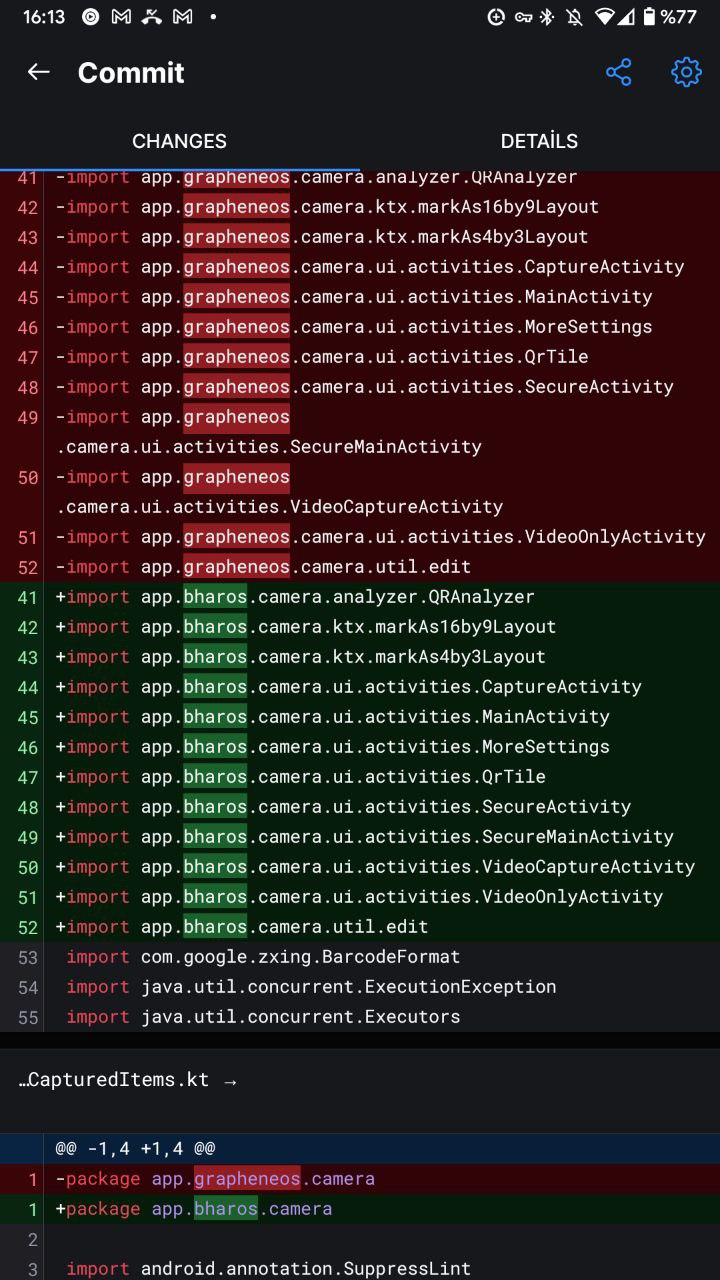 16:13 %77
Commit
CHANGES DETAİLS
41 -import app.grapheneos.camera.analyzer.QRAnalyzer
42 -import app.grapheneos.camera.ktx.markAs16by9Layout
43 -import app.grapheneos.camera.ktx.markAs4by3Layout
44 -import app.grapheneos.camera.ui.activities.CaptureActivity
45 -import app.grapheneos.camera.ui.activities.MainActivity
46 -import app.grapheneos.camera.ui.activities.MoreSettings
47 -import app.grapheneos.camera.ui.activities.QrTile
48 -import app.grapheneos.camera.ui.activities.SecureActivity
49 -import app.grapheneos
.camera.ui.activities.SecureMainActivity
50 -import app.grapheneos
.camera.ui.activities.VideoCaptureActivity
51 -import app.grapheneos.camera.ui.activities.VideoOnlyActivity
52 -import app.grapheneos.camera.util.edit
41 +import app.bharos.camera.analyzer.QRAnalyzer
42 +import app.bharos.camera.ktx.markAs16by9Layout
43 +import app.bharos.camera.ktx.markAs4by3Layout
44 +import app.bharos.camera.ui.activities.CaptureActivity
45 +import app.bharos.camera.ui.activities.MainActivity
46 +import app.bharos.camera.ui.activities.MoreSettings
47 +import app.bharos.camera.ui.activities.QrTile
48 +import app.bharos.camera.ui.activities.SecureActivity
49 +import app.bharos.camera.ui.activities.SecureMainActivity
50 +import app.bharos.camera.ui.activities.VideoCaptureActivity
51 +import app.bharos.camera.ui.activities.VideoOnlyActivity
52 +import app.bharos.camera.util.edit
53 import com.google.zxing.BarcodeFormat
54 import java.util.concurrent.ExecutionException
55 import java.util.concurrent.Executors
…CapturedItems.kt →
@@ -1,4 +1,4 @@
1 -package app.grapheneos.camera
1 +package app.bharos.camera
2
3 import android.annotation.SuppressLint